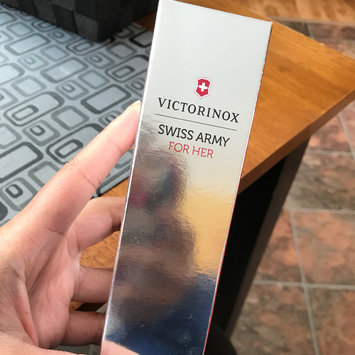 VICTORINOX
SWISS ARMY
FOR HER